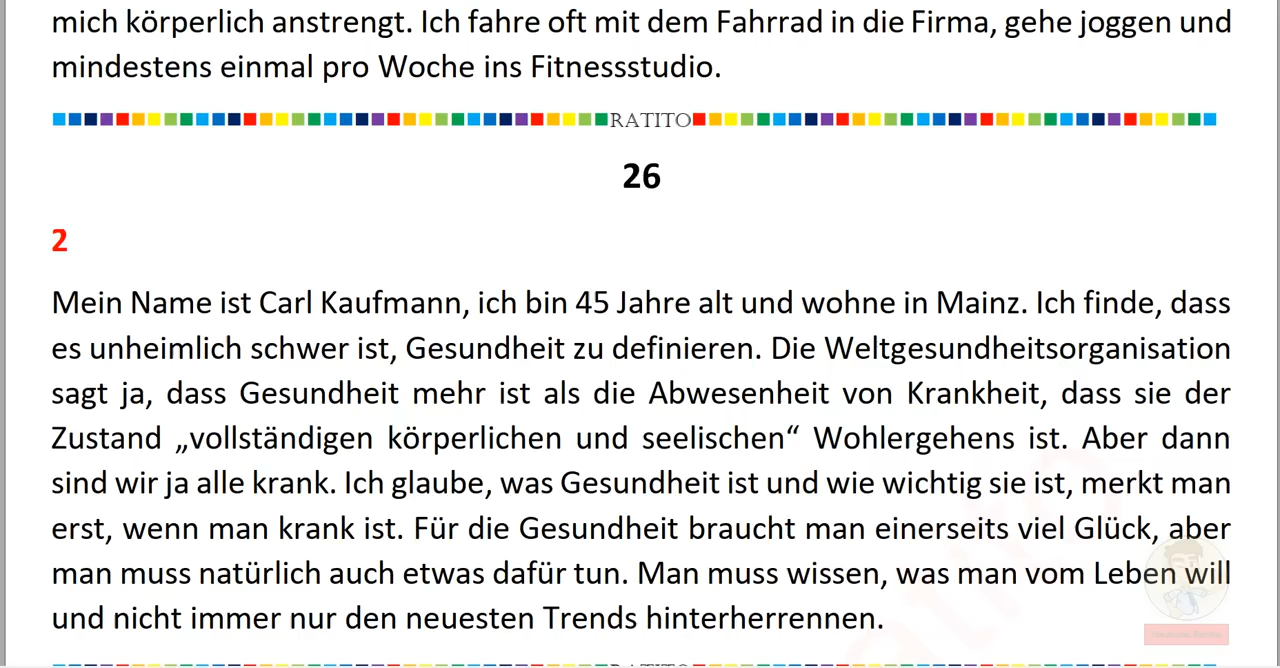 mich körperlich anstrengt. Ich fahre oft mit dem Fahrrad in die Firma, gehe joggen und
mindestens einmal pro Woche ins Fitnessstudio.
RATITO
26
2
Mein Name ist Carl Kaufmann, ich bin 45 Jahre alt und wohne in Mainz. Ich finde, dass
es unheimlich schwer ist, Gesundheit zu definieren. Die Weltgesundheitsorganisation
sagt ja, dass Gesundheit mehr ist als die Abwesenheit von Krankheit, dass sie der
Zustand „vollständigen körperlichen und seelischen“ Wohlergehens ist. Aber dann
sind wir ja alle krank. Ich glaube, was Gesundheit ist und wie wichtig sie ist, merkt man
erst, wenn man krank ist. Für die Gesundheit braucht man einerseits viel Glück, aber
man muss natürlich auch etwas dafür tun. Man muss wissen, was man vom Leben will
und nicht immer nur den neuesten Trends hinterherrennen.
RATITO